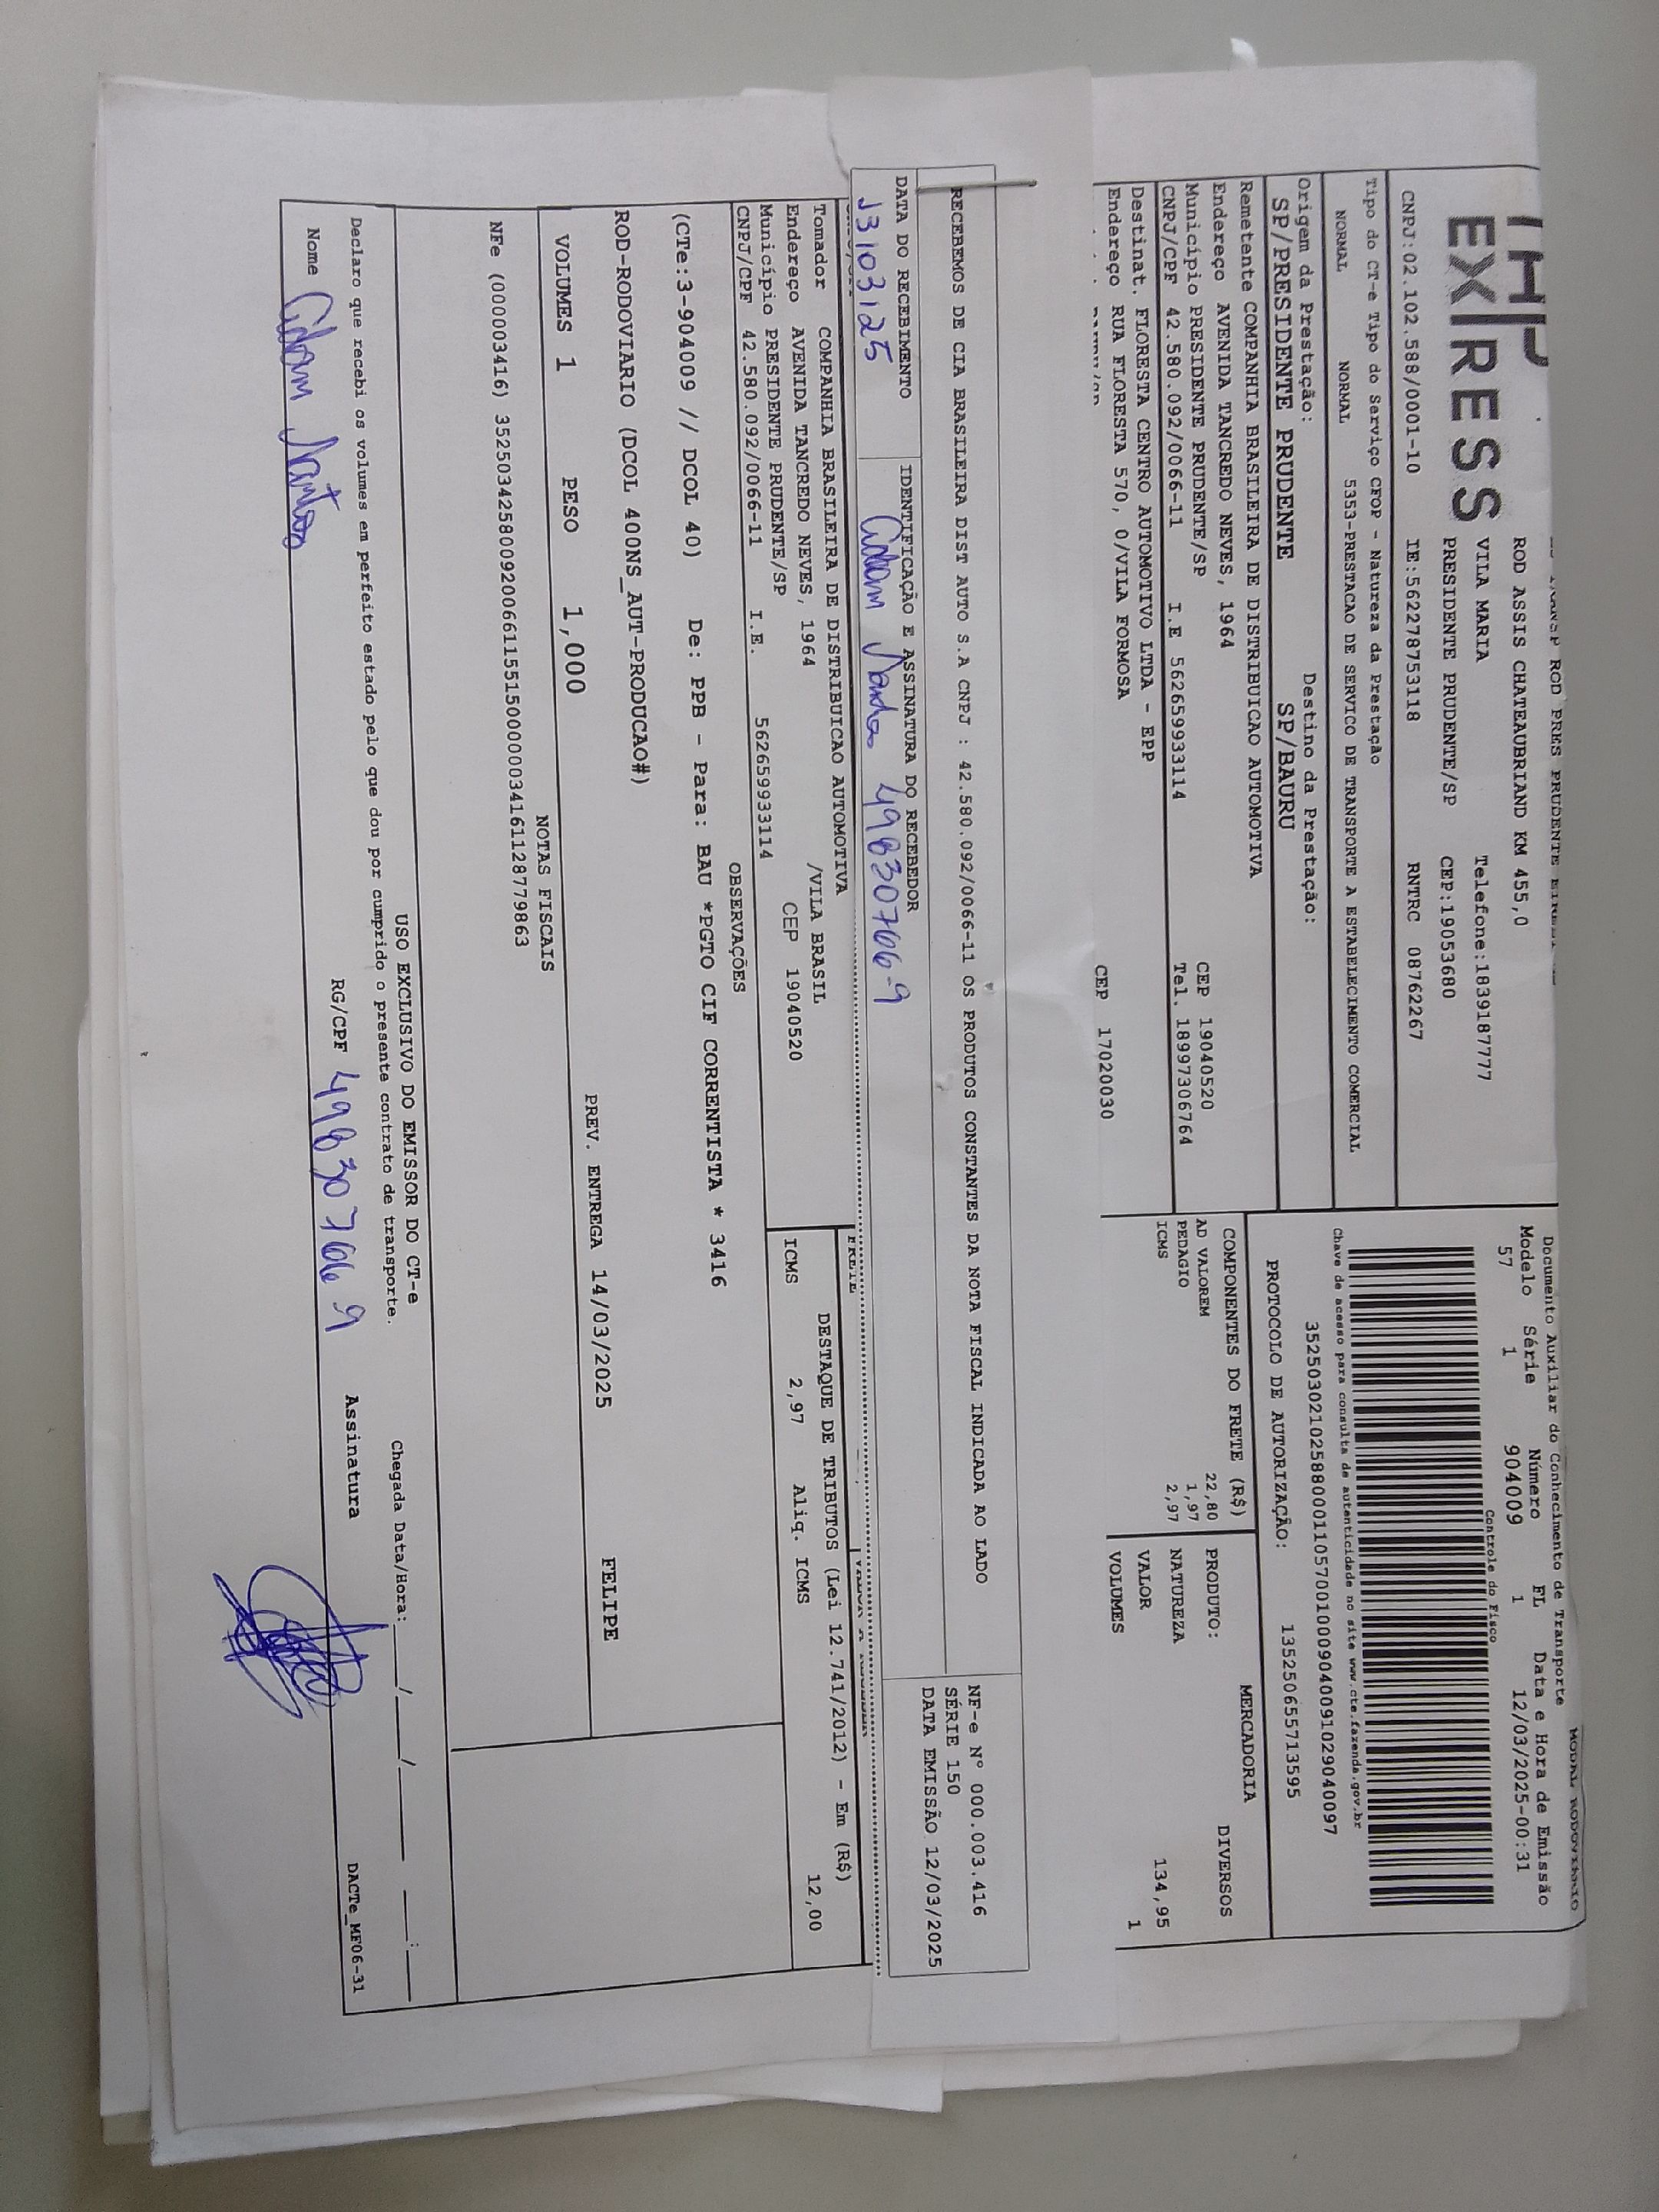 EXPRESS
ROD ASSIS CHATEAUBRIAND KM 455,0
VILA MARIA Telefone:1839187777
PRESIDENTE PRUDENTE/SP CEP:19053680
CNPJ:02.102.588/0001-10 IE:562278753118 RNTRC 08762267
Tipo do CT-e Tipo do Serviço CFOP - Natureza da Prestação
NORMAL NORMAL 5353-PRESTACAO DE SERVICO DE TRANSPORTE A ESTABELECIMENTO COMERCIAL
Origem da Prestação: Destino da Prestação:
SP/PRESIDENTE PRUDENTE SP/BAURU
Remetente COMPANHIA BRASILEIRA DE DISTRIBUICAO AUTOMOTIVA
Endereço AVENIDA TANCREDO NEVES, 1964 CEP 19040520
Município PRESIDENTE PRUDENTE/SP Tel. 18997306764
CNPJ/CPF 42.580.092/0066-11 I.E 562659933114
Destinat. FLORESTA CENTRO AUTOMOTIVO LTDA - EPP
Endereço RUA FLORESTA 570, 0/VILA FORMOSA CEP 17020030
MODAL RODOVIARIO
Documento Auxiliar do Conhecimento de Transporte
Modelo Série Número FL Data e Hora de Emissão
57 1 904009 1 12/03/2025-00:31
Controle do Fisco
Chave de acesso para consulta de autenticidade no site www.cte.fazenda.gov.br
35250302102588000110570010009040091029040097
PROTOCOLO DE AUTORIZAÇÃO: 135250655713595
COMPONENTES DO FRETE (R$)
AD VALOREM 22,80
PEDAGIO 1,97
ICMS 2,97
MERCADORIA
PRODUTO: DIVERSOS
NATUREZA
VALOR 134,95
VOLUMES 1
RECEBEMOS DE CIA BRASILEIRA DIST AUTO S.A CNPJ : 42.580.092/0066-11 OS PRODUTOS CONSTANTES DA NOTA FISCAL INDICADA AO LADO
DATA DO RECEBIMENTO IDENTIFICAÇÃO E ASSINATURA DO RECEBEDOR
49830766-9
NF-e Nº 000.003.416
SÉRIE 150
DATA EMISSÃO 12/03/2025
FRETE
Tomador COMPANHIA BRASILEIRA DE DISTRIBUICAO AUTOMOTIVA
Endereço AVENIDA TANCREDO NEVES, 1964 /VILA BRASIL
Município PRESIDENTE PRUDENTE/SP CEP 19040520
CNPJ/CPF 42.580.092/0066-11 I.E. 562659933114
DESTAQUE DE TRIBUTOS (Lei 12.741/2012) - Em (R$)
ICMS 2,97 Aliq. ICMS 12,00
OBSERVAÇÕES
(CTe:3-904009 // DCOL 40) De: PPB - Para: BAU *PGTO CIF CORRENTISTA * 3416
ROD-RODOVIARIO (DCOL 400NS_AUT-PRODUCAO#)
VOLUMES 1 PESO 1,000 PREV. ENTREGA 14/03/2025 FELIPE
NOTAS FISCAIS
NFe (000003416) 35250342580092006611551500000034161128779863
USO EXCLUSIVO DO EMISSOR DO CT-e
Declaro que recebi os volumes em perfeito estado pelo que dou por cumprido o presente contrato de transporte.
Chegada Data/Hora: ___/___/_____ ___:___
Nome RG/CPF 49830766 9 Assinatura
DACTe_MF06-31